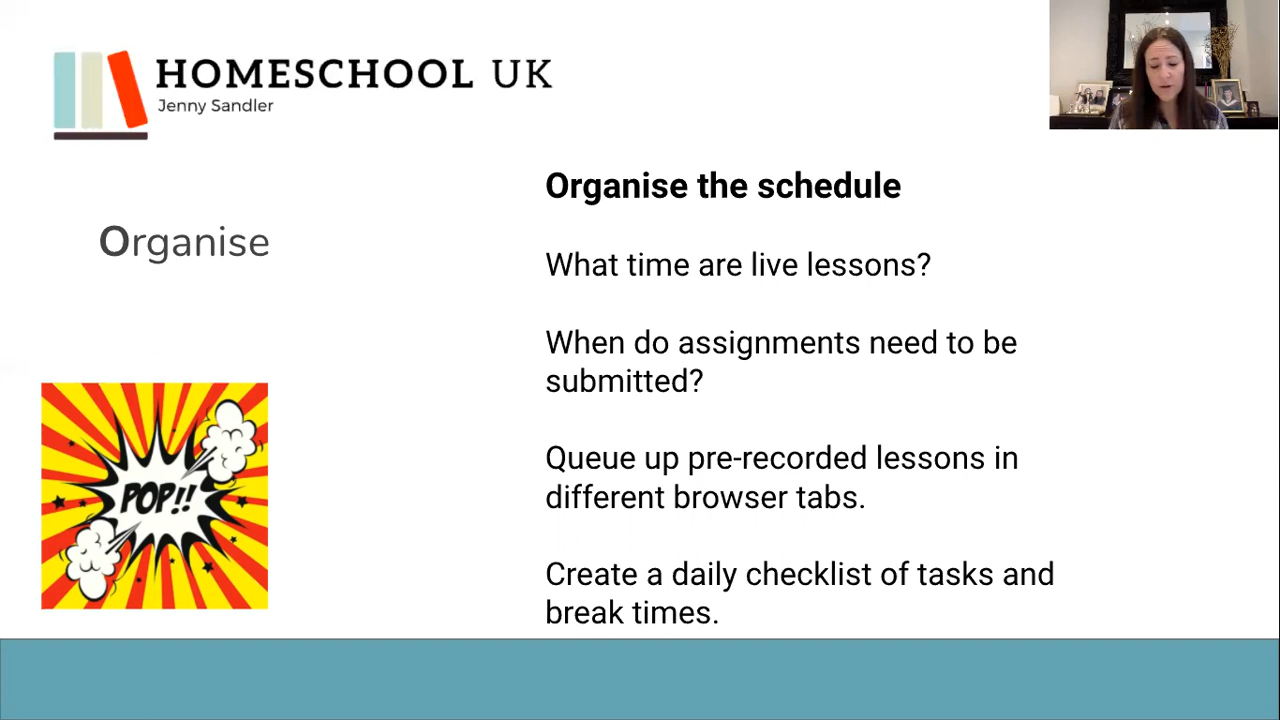 HOMESCHOOL UK
Jenny Sandler
Organise the schedule
Organise
What time are live lessons?
When do assignments need to be
submitted?
Queue up pre-recorded lessons in
different browser tabs.
POP!!
Create a daily checklist of tasks and
break times.